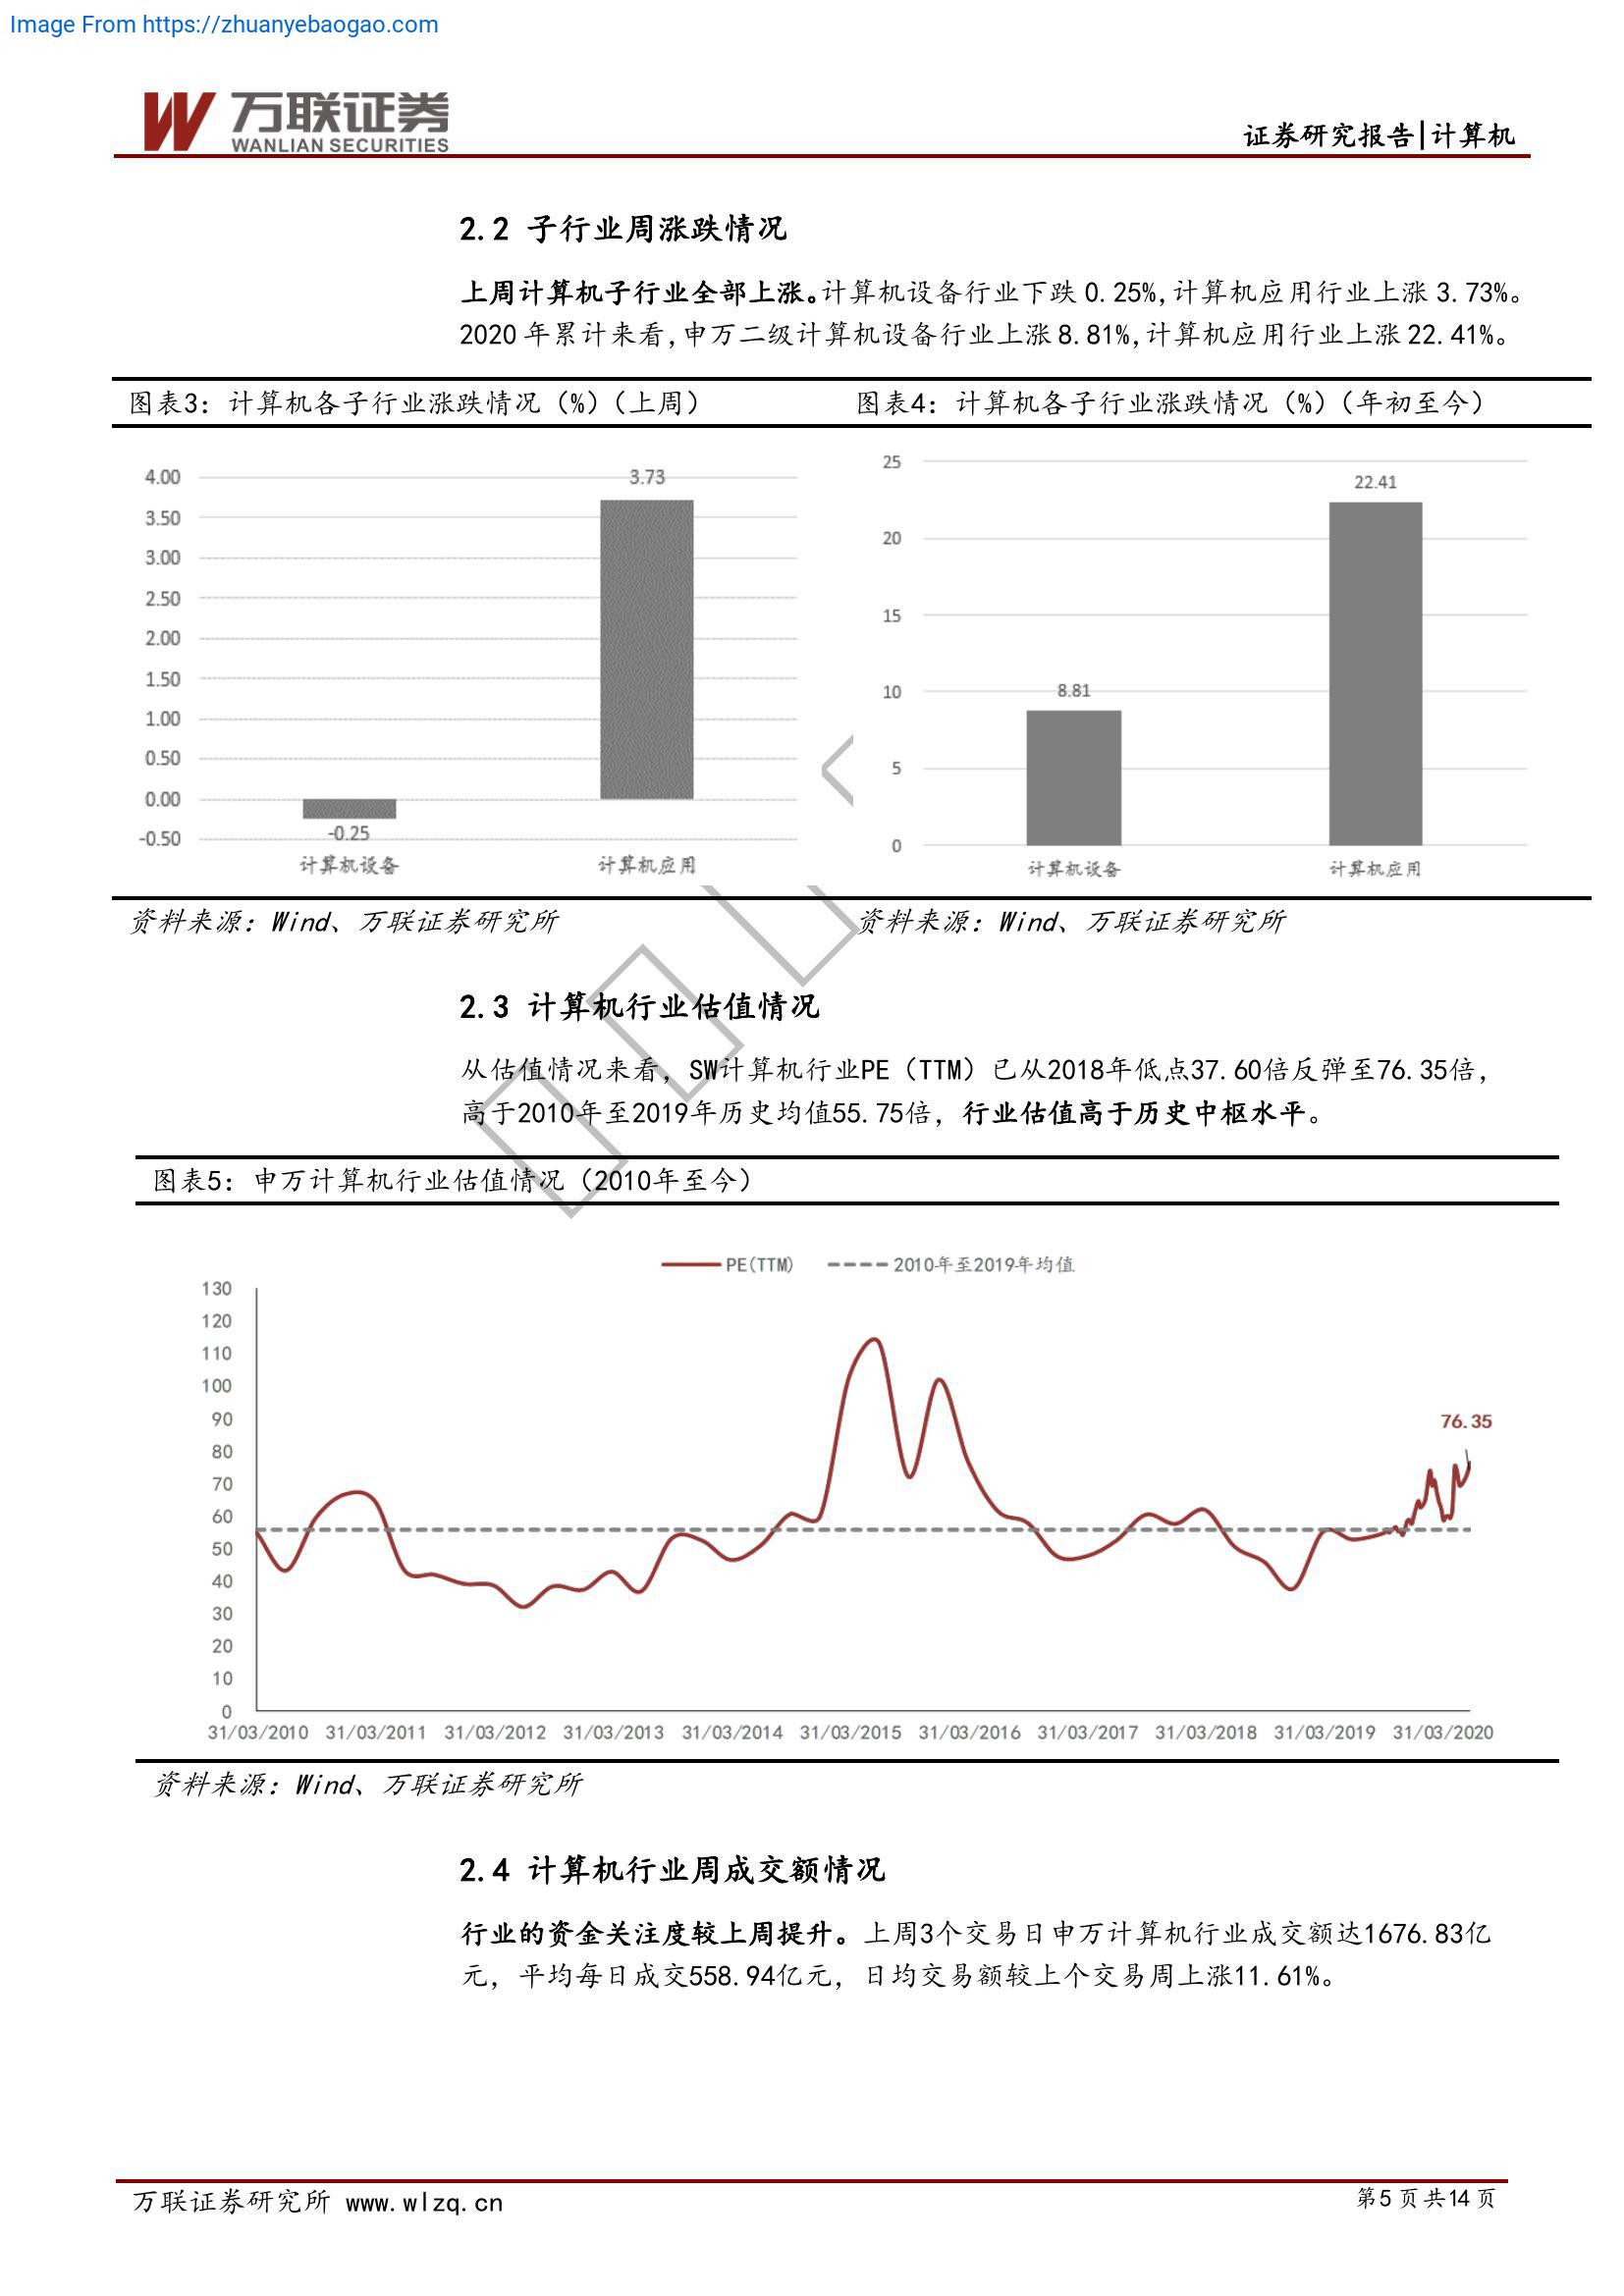 Image From https://zhuanyebaogao.com
万联证券
WANLIAN SECURITIES
证券研究报告|计算机
2.2 子行业周涨跌情况
上周计算机子行业全部上涨。计算机设备行业下跌 0.25%,计算机应用行业上涨 3.73%。
2020 年累计来看,申万二级计算机设备行业上涨 8.81%,计算机应用行业上涨 22.41%。
图表3：计算机各子行业涨跌情况（%）（上周）
4.00
3.50
3.00
2.50
2.00
1.50
1.00
0.50
0.00
-0.50
3.73
-0.25
计算机设备
计算机应用
资料来源：Wind、万联证券研究所
图表4：计算机各子行业涨跌情况（%）（年初至今）
25
20
15
10
5
0
22.41
8.81
计算机设备
计算机应用
资料来源：Wind、万联证券研究所
2.3 计算机行业估值情况
从估值情况来看，SW计算机行业PE（TTM）已从2018年低点37.60倍反弹至76.35倍，
高于2010年至2019年历史均值55.75倍，行业估值高于历史中枢水平。
图表5：申万计算机行业估值情况（2010年至今）
PE(TTM)
2010年至2019年均值
130
120
110
100
90
80
70
60
50
40
30
20
10
0
76.35
31/03/2010 31/03/2011 31/03/2012 31/03/2013 31/03/2014 31/03/2015 31/03/2016 31/03/2017 31/03/2018 31/03/2019 31/03/2020
资料来源：Wind、万联证券研究所
2.4 计算机行业周成交额情况
行业的资金关注度较上周提升。上周3个交易日申万计算机行业成交额达1676.83亿
元，平均每日成交558.94亿元，日均交易额较上个交易周上涨11.61%。
万联证券研究所 www.wlzq.cn
第5 页 共14 页